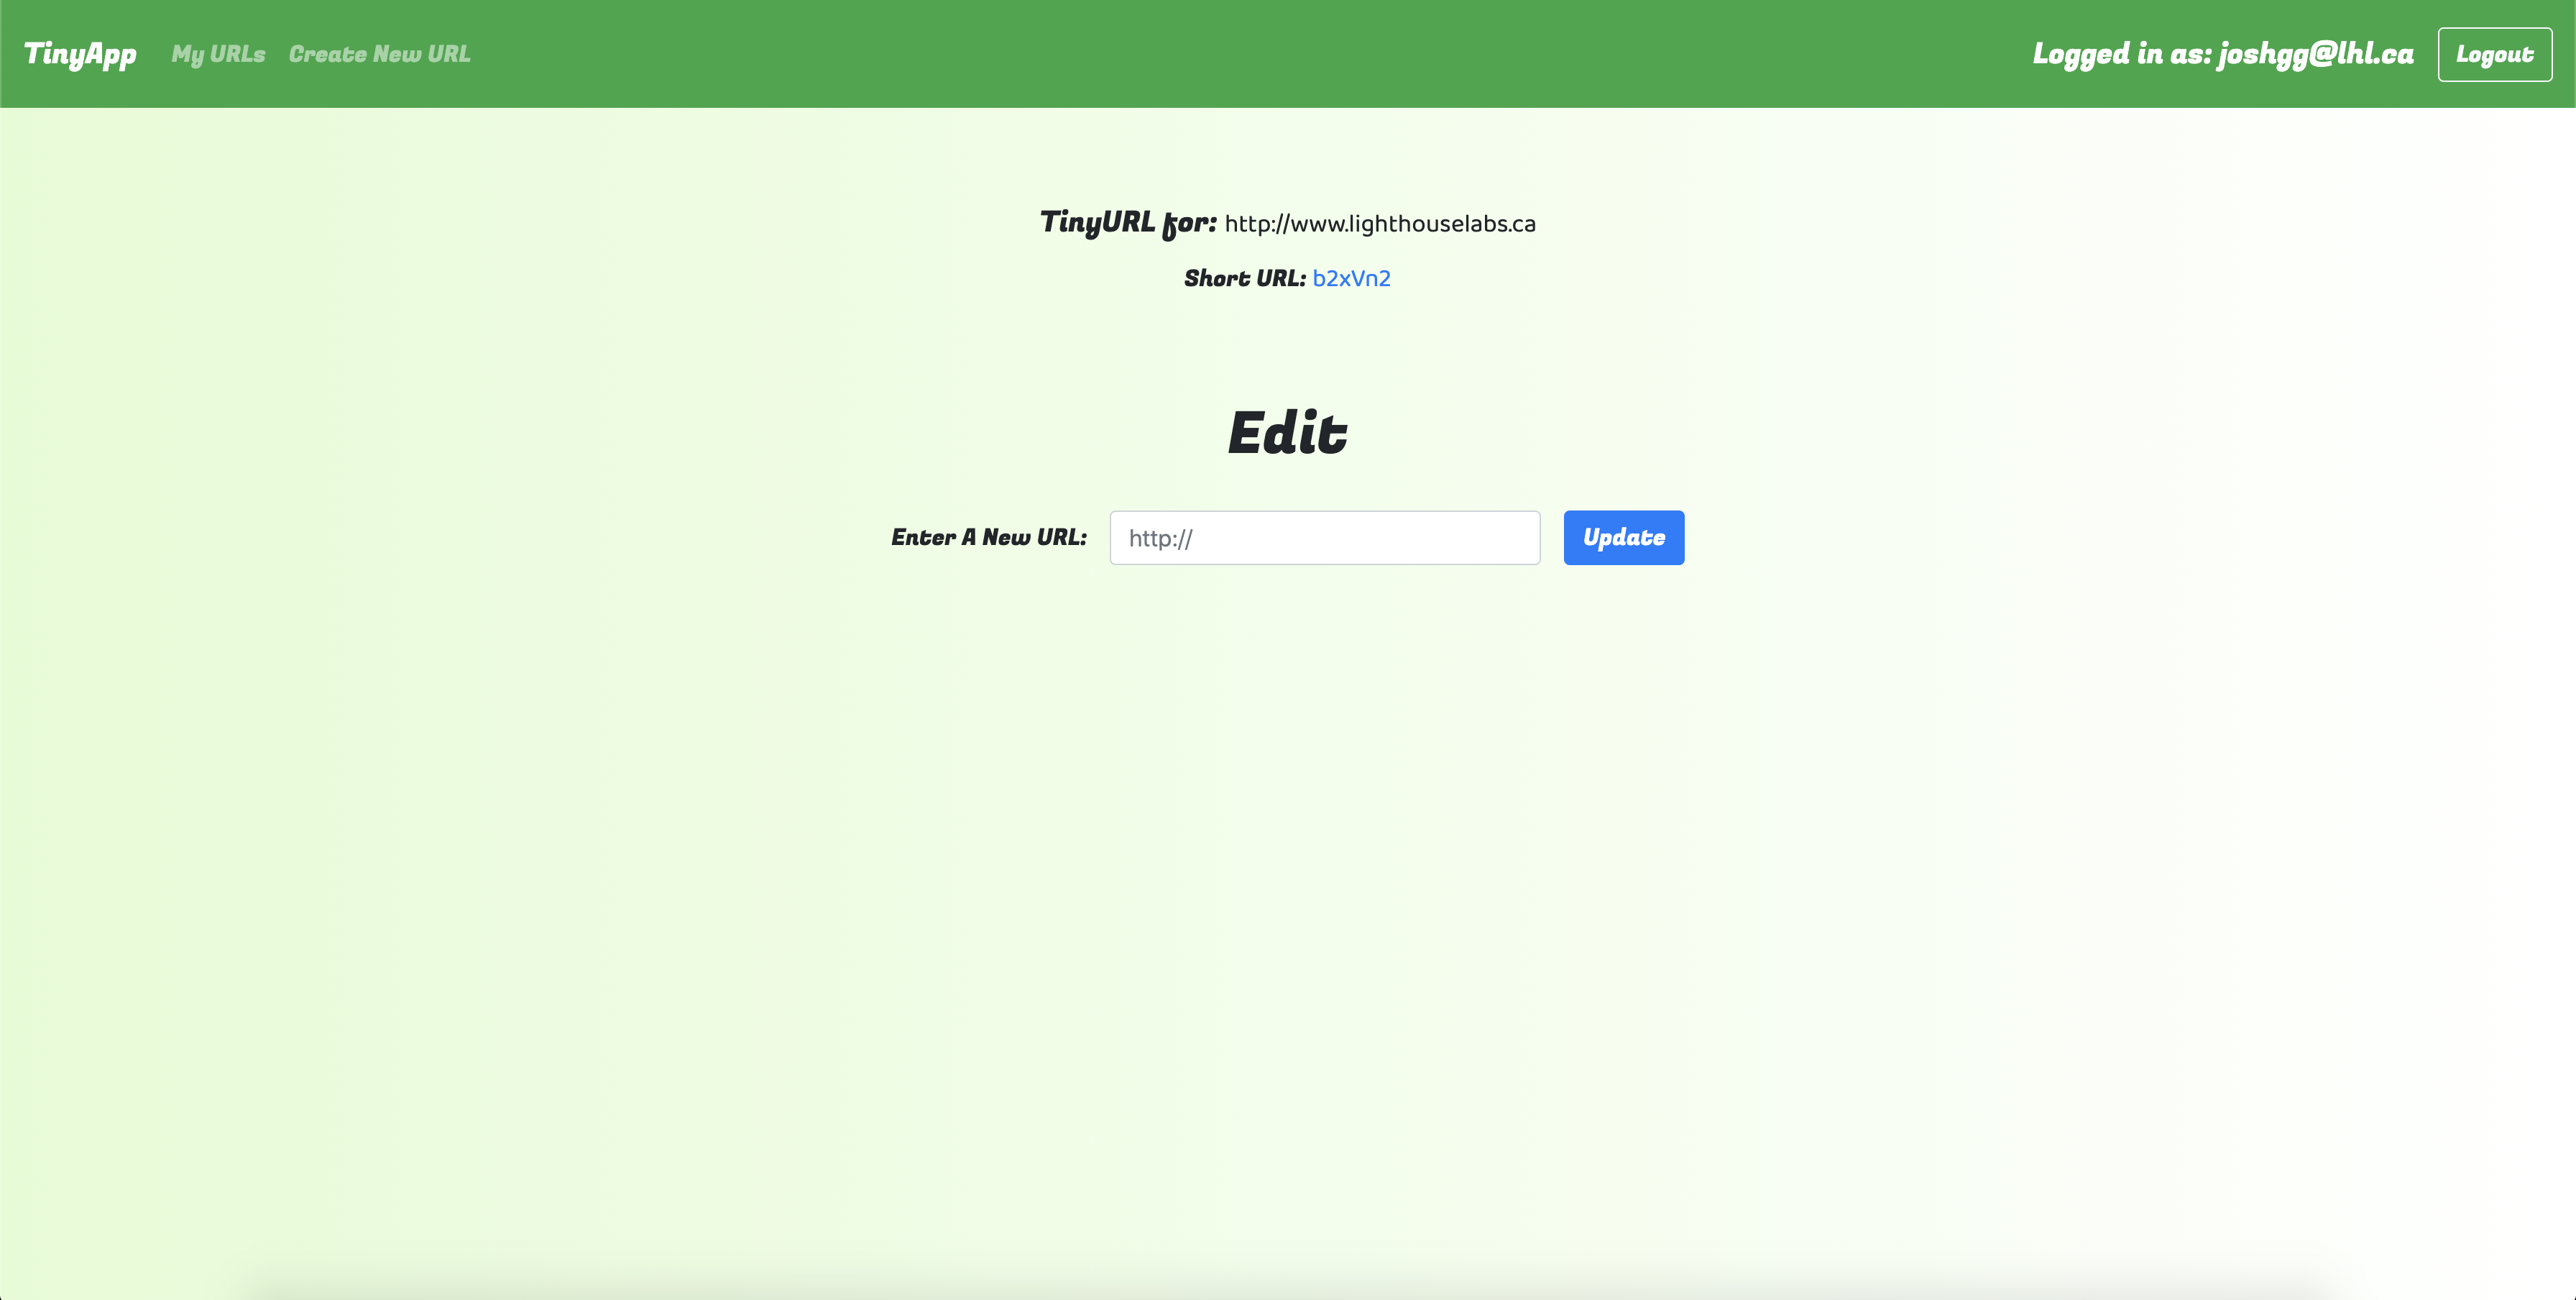 TinyApp My URLs Create New URL Logged in as: joshgg@lhl.ca Logout
TinyURL for: http://www.lighthouselabs.ca
Short URL: b2xVn2
Edit
Enter A New URL: http:// Update